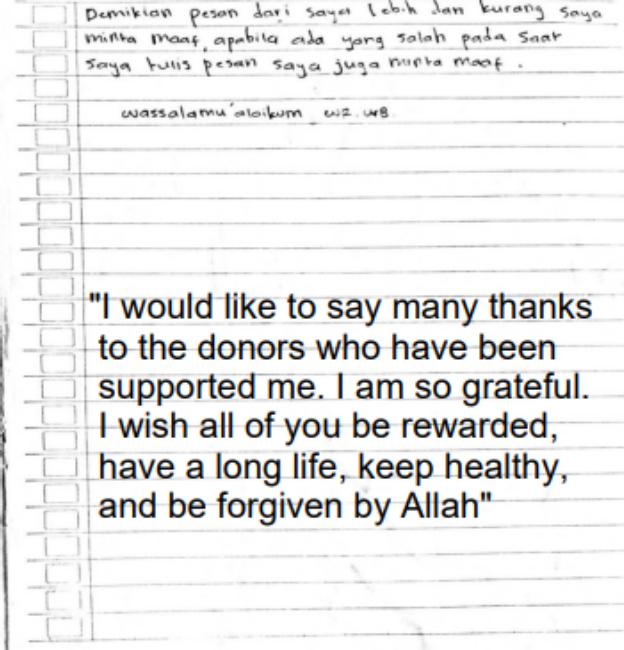 Demikian pesan dari saya lebih dan kurang saya
minta maaf, apabila ada yang salah pada saat
saya tulis pesan saya juga minta maaf.
wassalamu'alaikum wr. wb
"I would like to say many thanks
to the donors who have been
supported me. I am so grateful.
I wish all of you be rewarded,
have a long life, keep healthy,
and be forgiven by Allah"